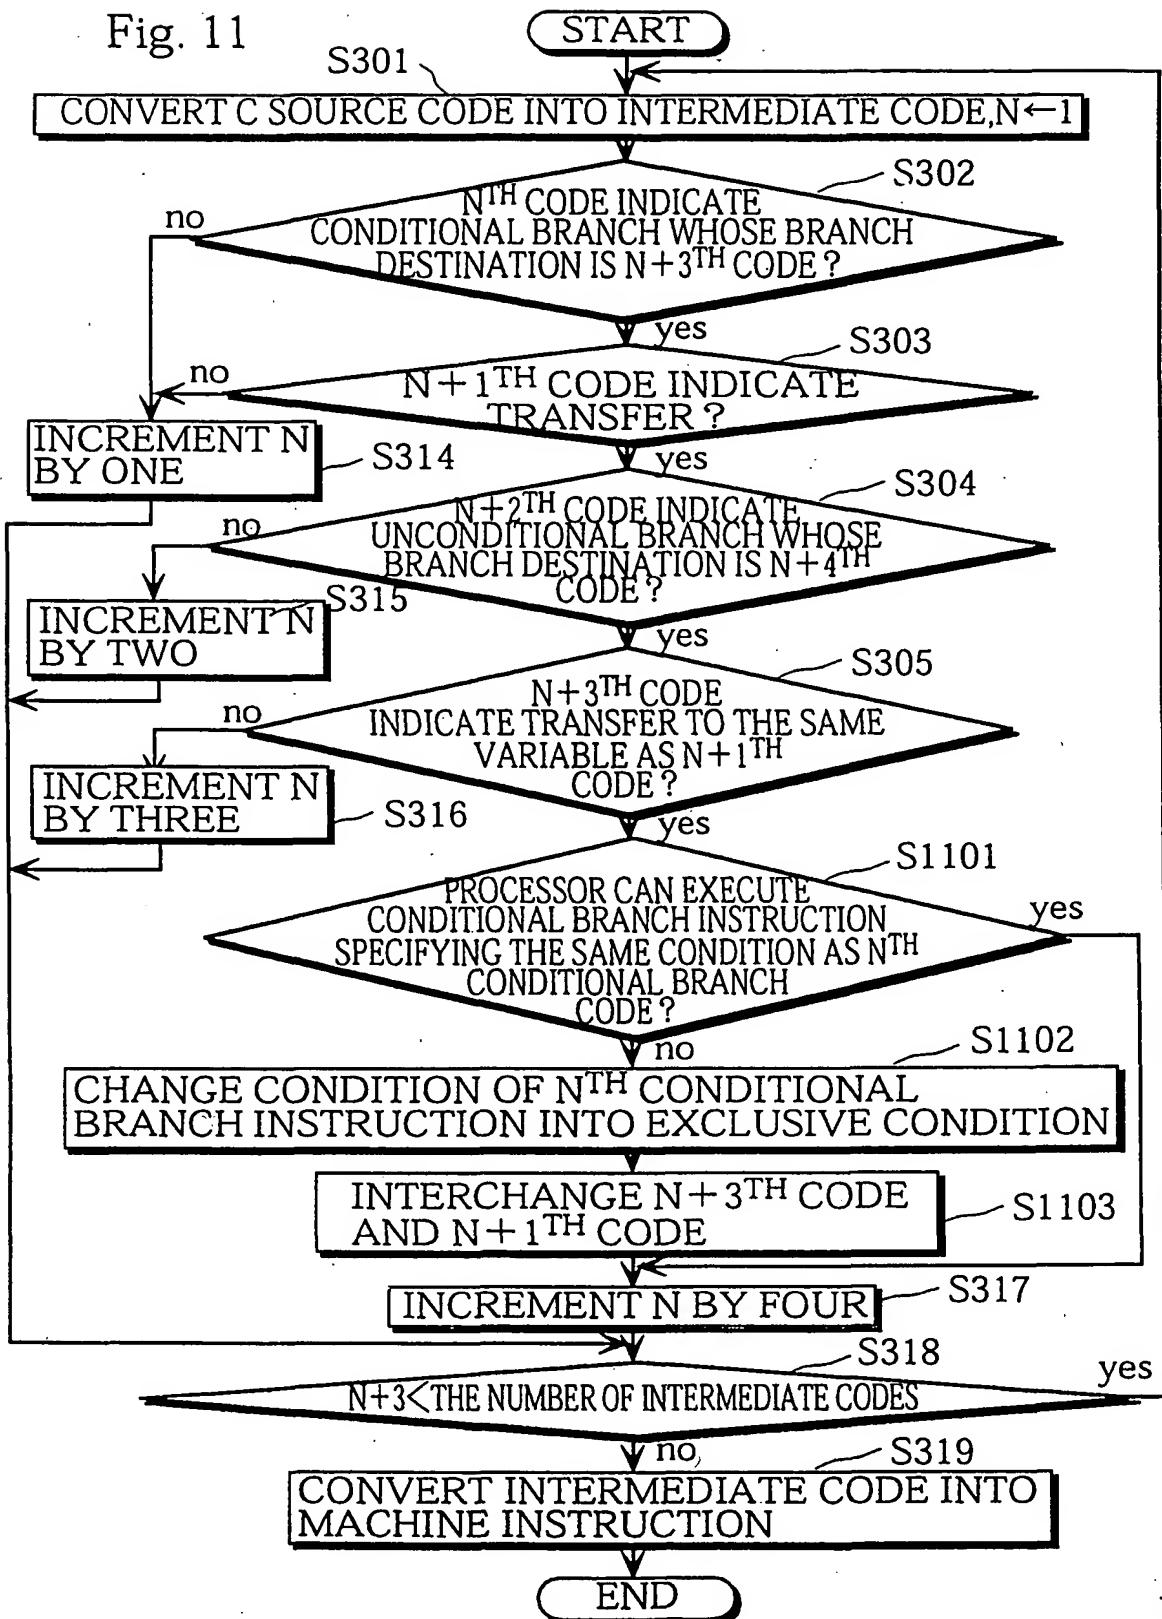 Fig. 11
START
S301
CONVERT C SOURCE CODE INTO INTERMEDIATE CODE,N←1
S302
NTH CODE INDICATE
CONDITIONAL BRANCH WHOSE BRANCH
DESTINATION IS N+3TH CODE?
no
yes
S303
N+1TH CODE INDICATE
TRANSFER?
no
yes
INCREMENT N
BY ONE
S314
S304
N+2TH CODE INDICATE
UNCONDITIONAL BRANCH WHOSE
BRANCH DESTINATION IS N+4TH
CODE?
no
yes
S315
INCREMENT N
BY TWO
S305
N+3TH CODE
INDICATE TRANSFER TO THE SAME
VARIABLE AS N+1TH
CODE?
no
yes
INCREMENT N
BY THREE
S316
S1101
PROCESSOR CAN EXECUTE
CONDITIONAL BRANCH INSTRUCTION
SPECIFYING THE SAME CONDITION AS NTH
CONDITIONAL BRANCH
CODE?
yes
no
S1102
CHANGE CONDITION OF NTH CONDITIONAL
BRANCH INSTRUCTION INTO EXCLUSIVE CONDITION
INTERCHANGE N+3TH CODE
AND N+1TH CODE
S1103
INCREMENT N BY FOUR
S317
S318
N+3<THE NUMBER OF INTERMEDIATE CODES
yes
no
S319
CONVERT INTERMEDIATE CODE INTO
MACHINE INSTRUCTION
END